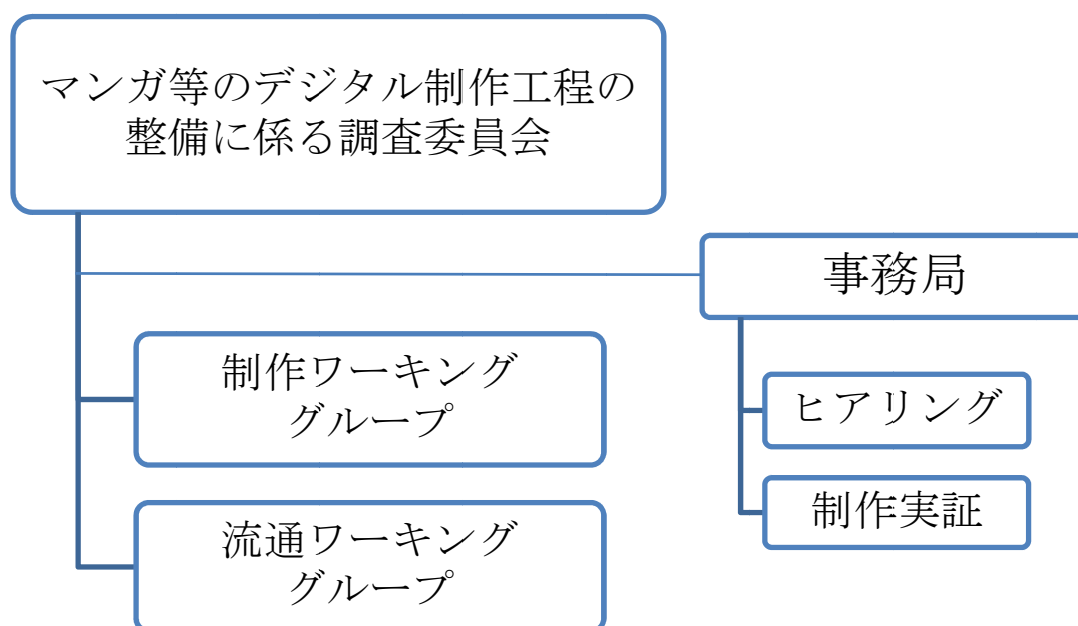 マンガ等のデジタル制作工程の
整備に係る調査委員会
事務局
制作ワーキング
グループ
ヒアリング
制作実証
流通ワーキング
グループ